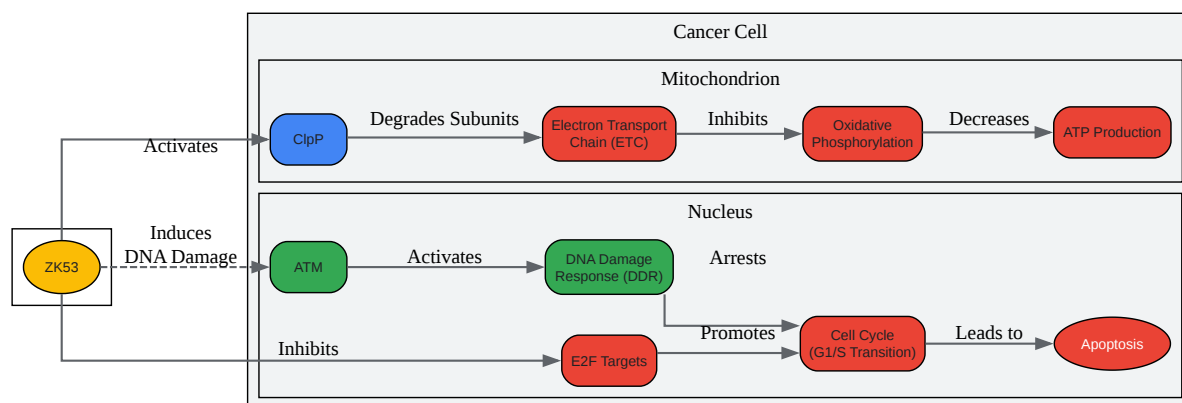 Cancer Cell
Mitochondrion
Activates
ClpP
Degrades Subunits
Electron Transport
Chain (ETC)
Inhibits
Oxidative
Phosphorylation
Decreases
ATP Production
Nucleus
ZK53
Induces
DNA Damage
ATM
Activates
DNA Damage
Response (DDR)
Arrests
Inhibits
E2F Targets
Promotes
Cell Cycle
(G1/S Transition)
Leads to
Apoptosis